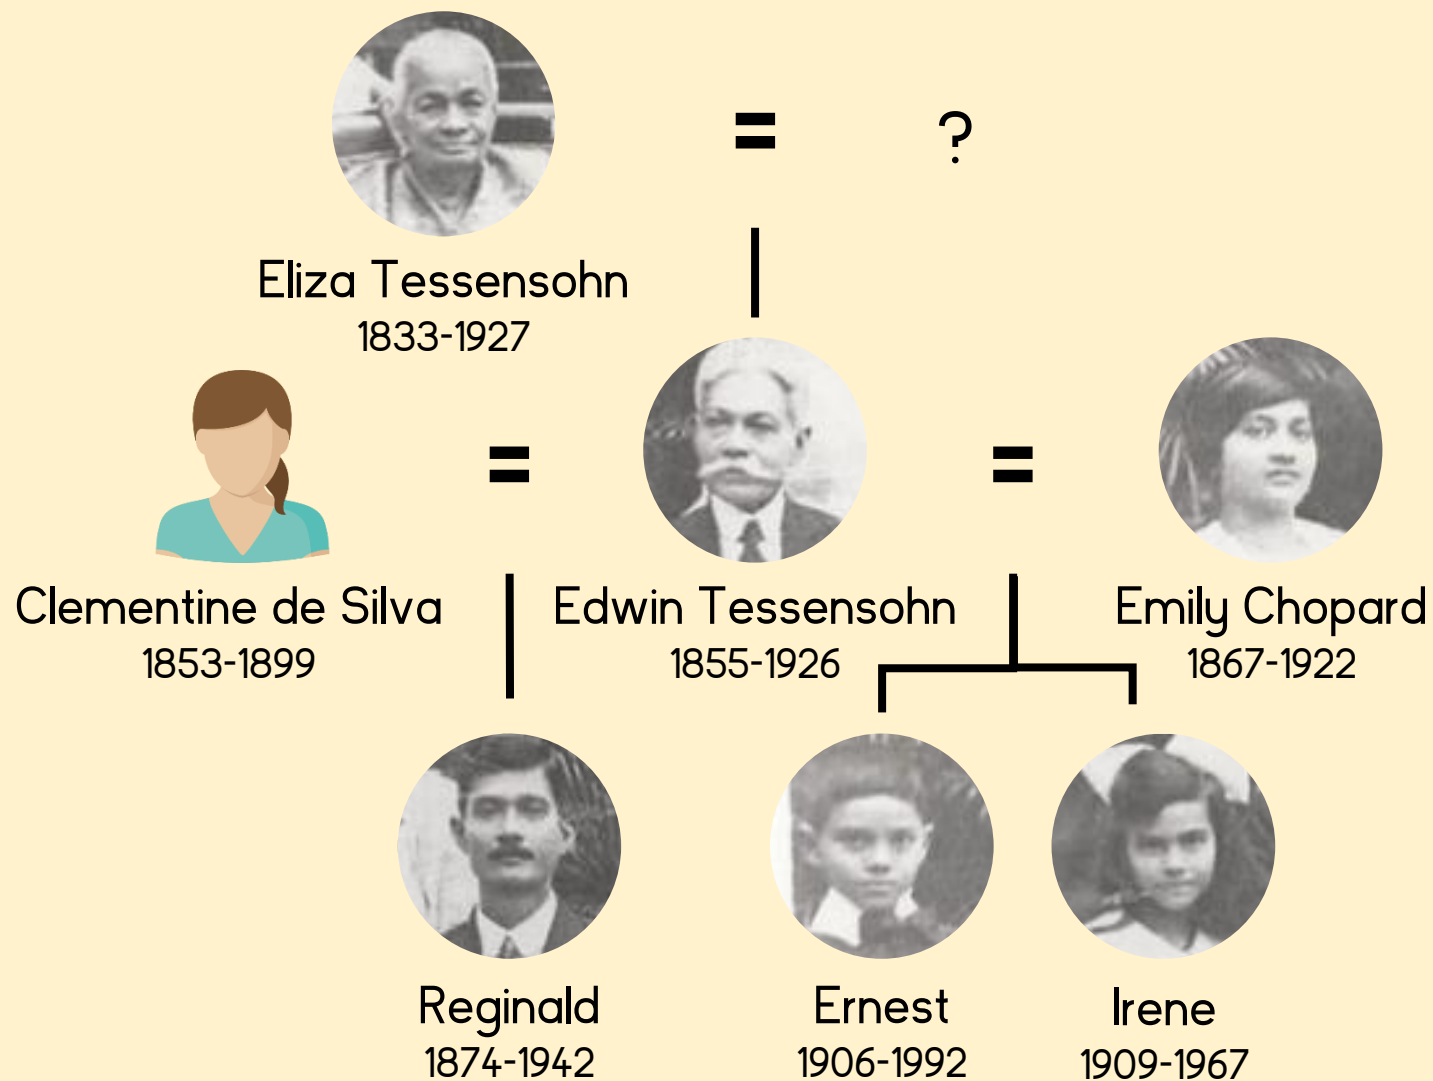 =
?
Eliza Tessensohn
1833-1927
=
=
Clementine de Silva
1853-1899
Edwin Tessensohn
1855-1926
Emily Chopard
1867-1922
Reginald
1874-1942
Ernest
1906-1992
Irene
1909-1967